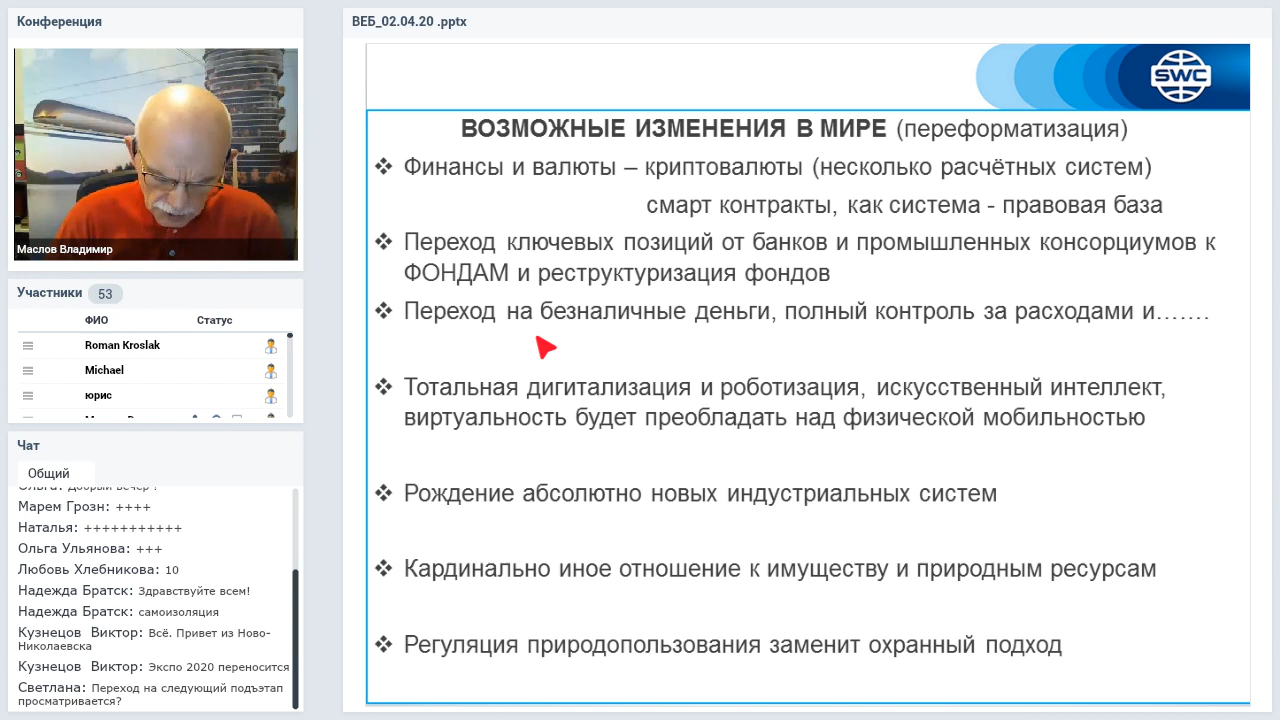 Конференция
Маслов Владимир
Участники 53
ФИО Статус
Roman Kroslak
Michael
юрис
Чат
Общий
Ольга: Добрый вечер !
Марем Грозн: ++++
Наталья: +++++++++++
Ольга Ульянова: +++
Любовь Хлебникова: 10
Надежда Братск: Здравствуйте всем!
Надежда Братск: самоизоляция
Кузнецов Виктор: Всё. Привет из Ново-
Николаевска
Кузнецов Виктор: Экспо 2020 переносится
Светлана: Переход на следующий подъэтап
просматривается?
ВЕБ_02.04.20 .pptx
SWC
ВОЗМОЖНЫЕ ИЗМЕНЕНИЯ В МИРЕ (переформатизация)
❖ Финансы и валюты – криптовалюты (несколько расчётных систем)
смарт контракты, как система - правовая база
❖ Переход ключевых позиций от банков и промышленных консорциумов к
ФОНДАМ и реструктуризация фондов
❖ Переход на безналичные деньги, полный контроль за расходами и…….
❖ Тотальная дигитализация и роботизация, искусственный интеллект,
виртуальность будет преобладать над физической мобильностью
❖ Рождение абсолютно новых индустриальных систем
❖ Кардинально иное отношение к имуществу и природным ресурсам
❖ Регуляция природопользования заменит охранный подход